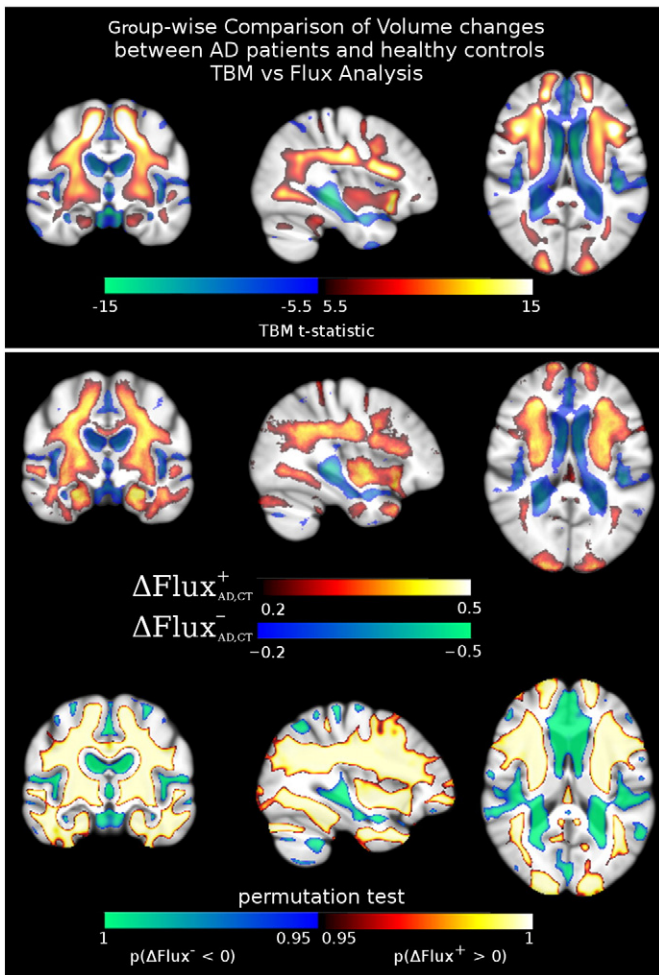 Group-wise Comparison of Volume changes
between AD patients and healthy controls
TBM vs Flux Analysis
-15 -5.5 5.5 15
TBM t-statistic
ΔFlux⁺AD,CT
0.2 0.5
ΔFlux⁻AD,CT
−0.2 −0.5
permutation test
1 0.95 0.95 1
p(ΔFlux⁻ < 0) p(ΔFlux⁺ > 0)